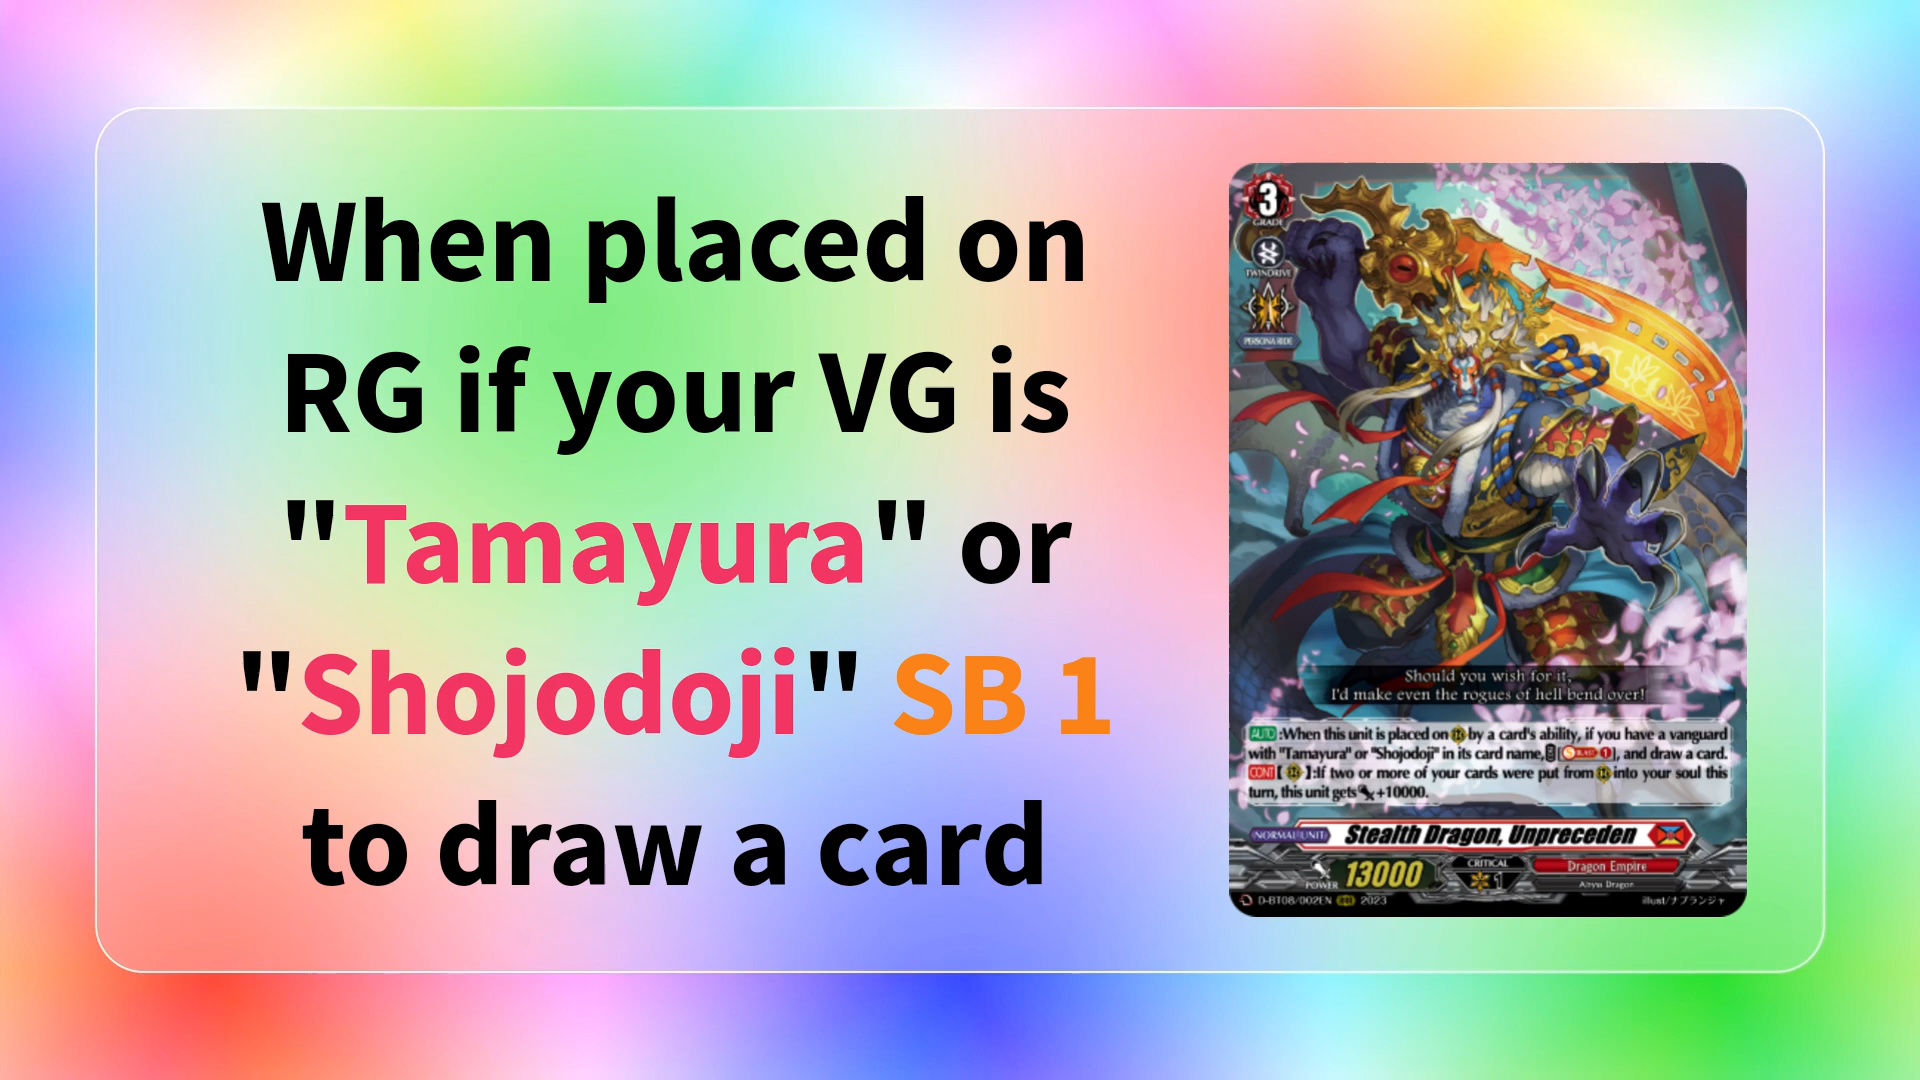 When placed on
RG if your VG is
"Tamayura" or
"Shojodoji" SB 1
to draw a card
3
GRADE
TWINDRIVE
PERSONA RIDE
Should you wish for it,
I'd make even the rogues of hell bend over!
AUTO:When this unit is placed on RC by a card's ability, if you have a vanguard
with "Tamayura" or "Shojodoji" in its card name, [ 1], and draw a card.
CONT【RC】:If two or more of your cards were put from RC into your soul this
turn, this unit gets +10000.
NORMAL UNIT Stealth Dragon, Unpreceden
POWER 13000 CRITICAL 1 Dragon Empire
Abyss Dragon
D-BT08/002EN RRR 2023 illust/ナブランジャ